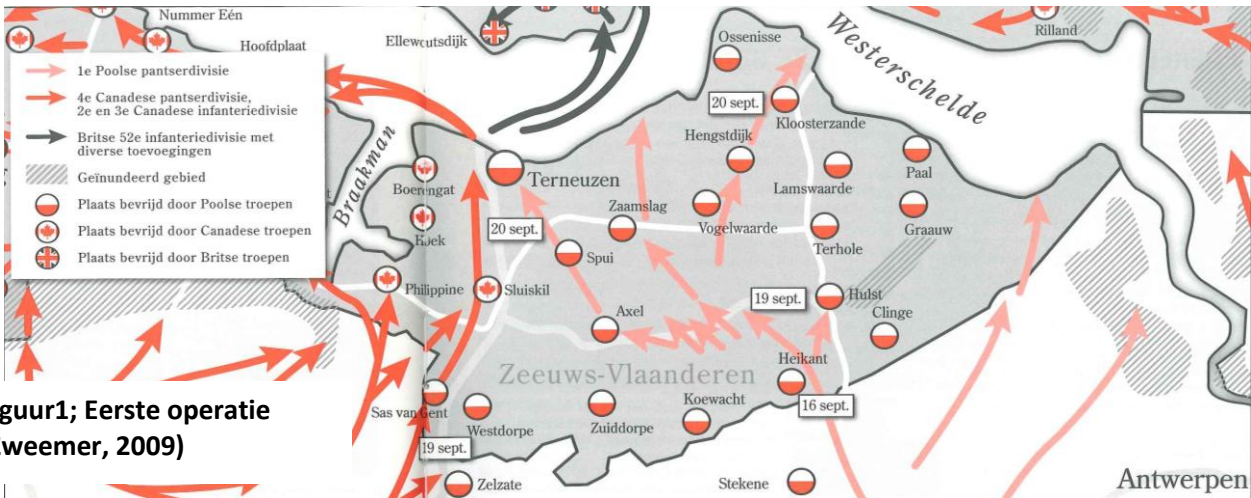 Nummer Eén
Hoofdplaat
Ellewoutsdijk
Ossenisse
Westerschelde
Rilland
1e Poolse pantserdivisie
4e Canadese pantserdivisie,
2e en 3e Canadese infanteriedivisie
Britse 52e infanteriedivisie met
diverse toevoegingen
Geïnundeerd gebied
Plaats bevrijd door Poolse troepen
Plaats bevrijd door Canadese troepen
Plaats bevrijd door Britse troepen
20 sept.
Kloosterzande
Hengstdijk
Braakman
Boerengat
Terneuzen
Lamswaarde
Paal
Hoek
Zaamslag
Vogelwaarde
Terhole
Graauw
20 sept.
Spui
Philippine
Sluiskil
19 sept.
Hulst
Clinge
Axel
Heikant
Zeeuws-Vlaanderen
Sas van Gent
Westdorpe
Zuiddorpe
Koewacht
16 sept.
19 sept.
Zelzate
Stekene
Antwerpen
guur1; Eerste operatie
weemer, 2009)